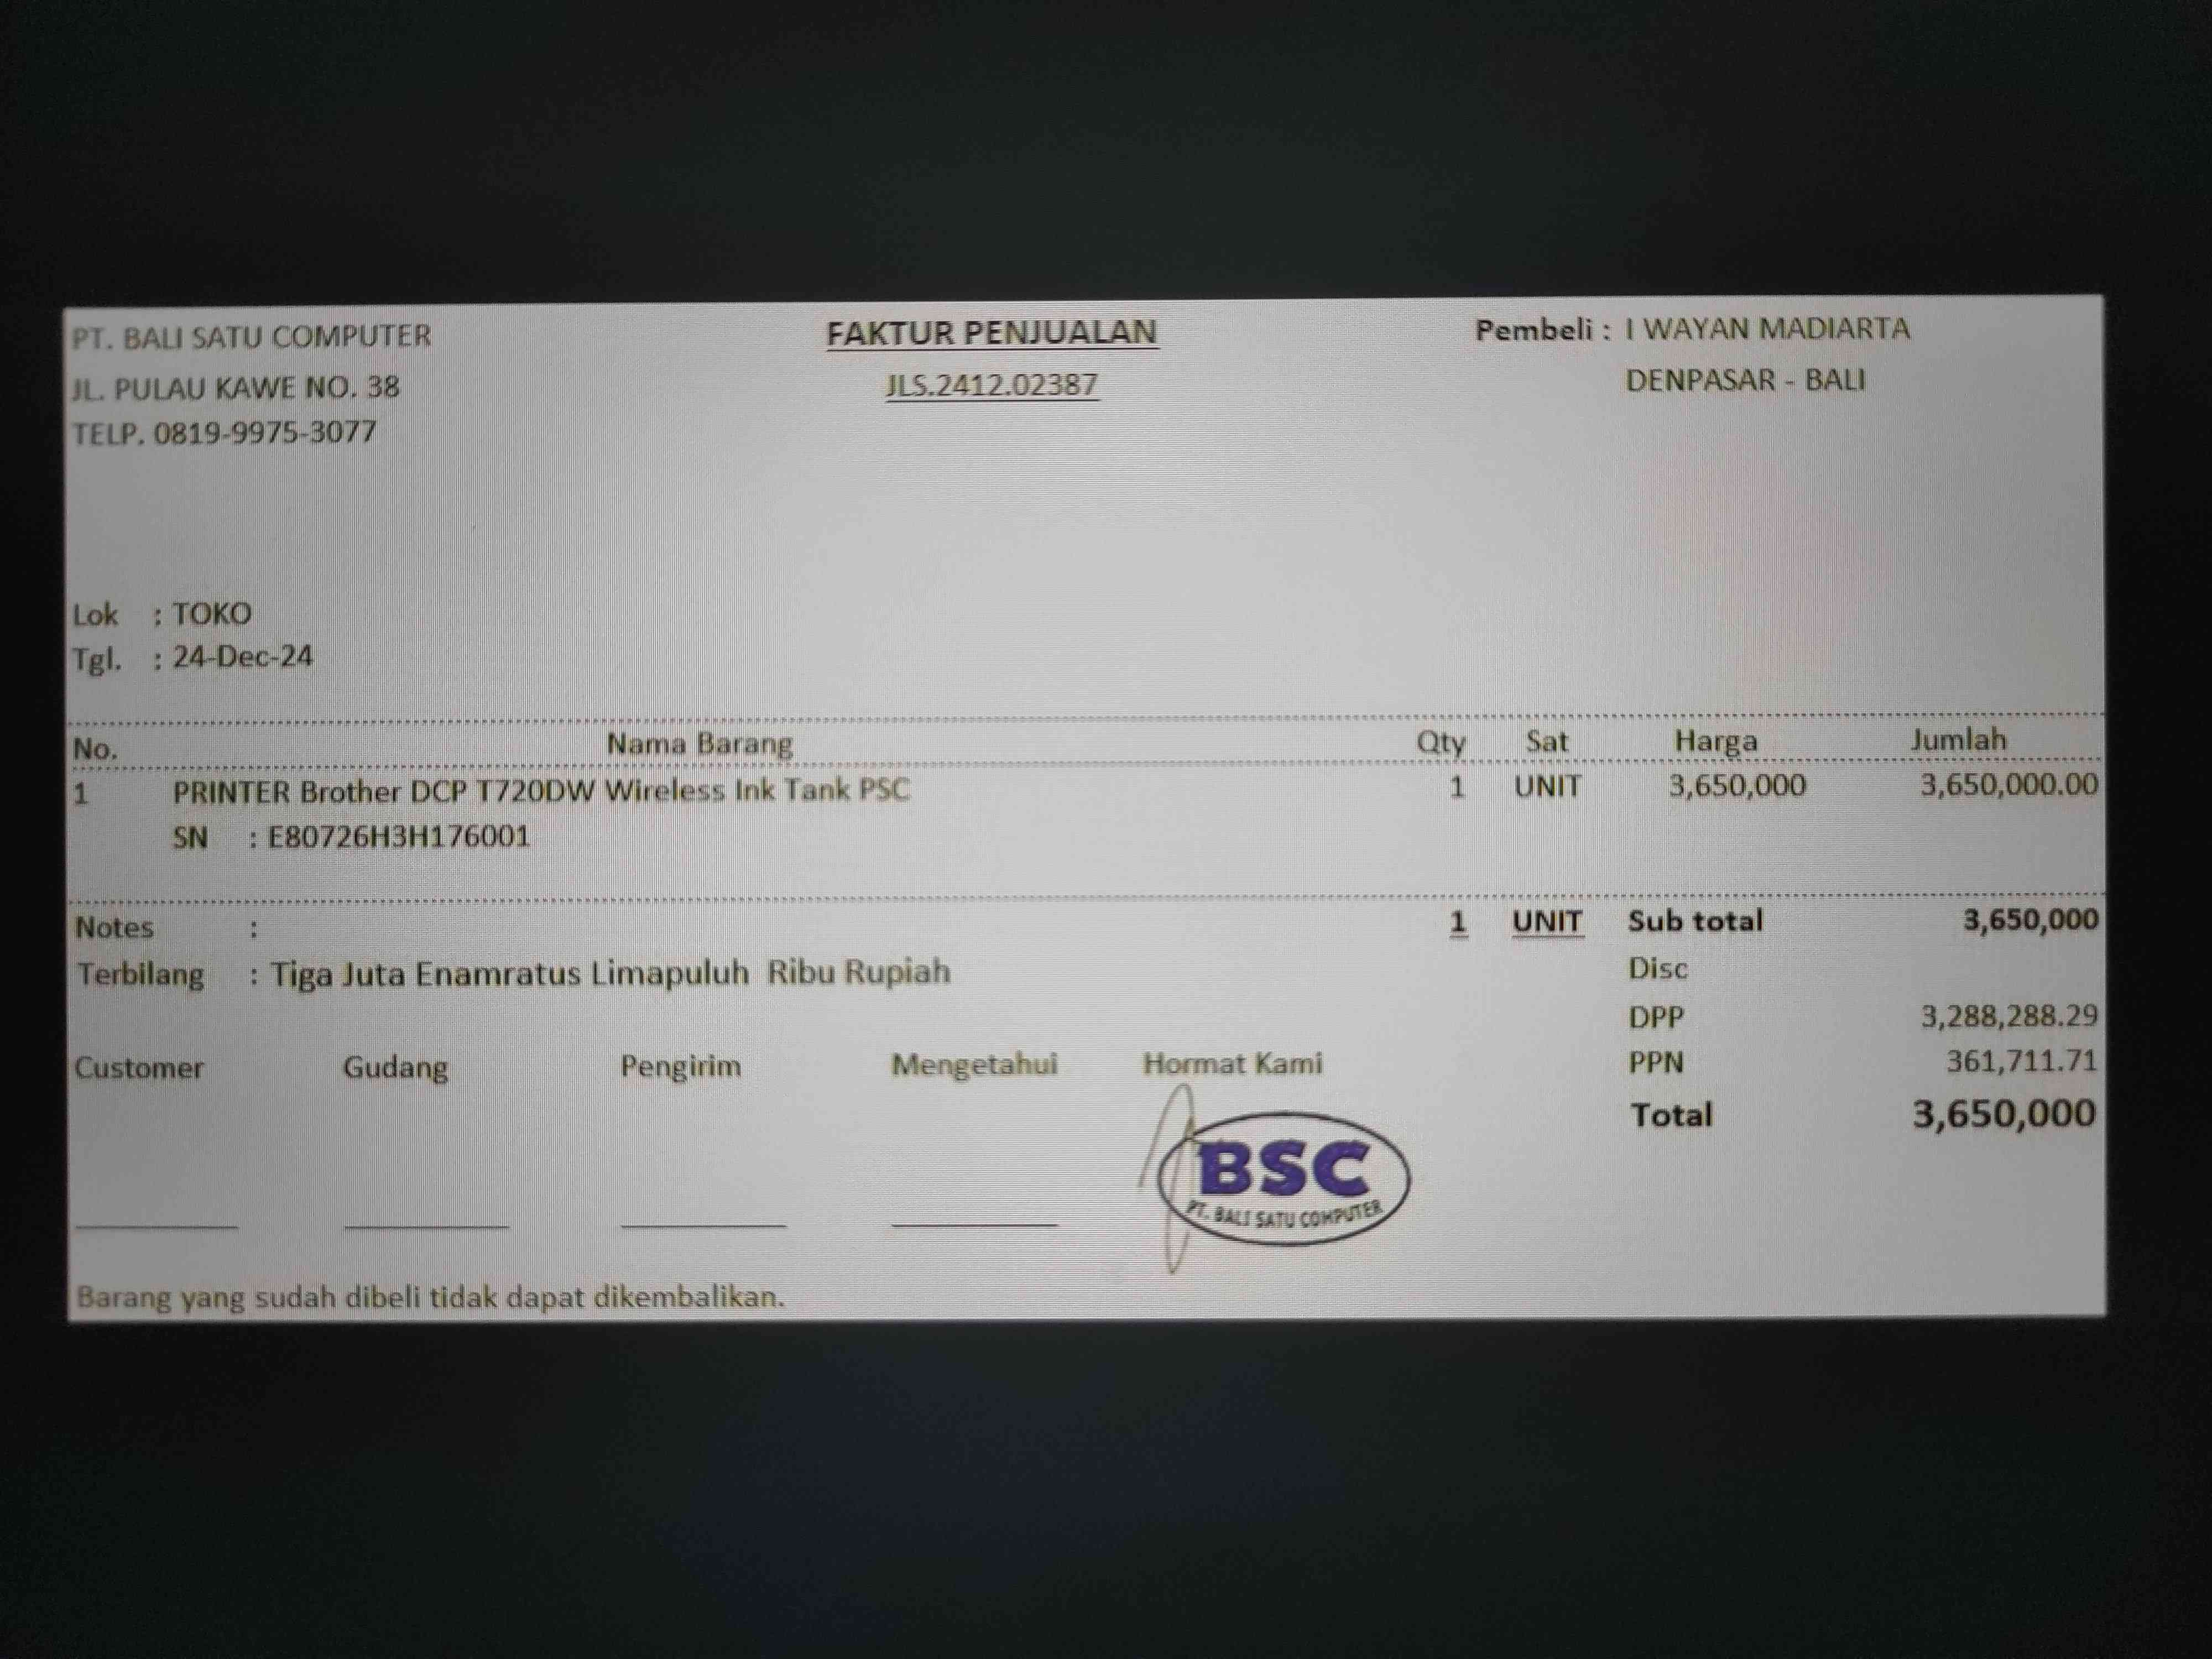 PT. BALI SATU COMPUTER
JL. PULAU KAWE NO. 38
TELP. 0819-9975-3077
FAKTUR PENJUALAN
JLS.2412.02387
Pembeli : I WAYAN MADIARTA
DENPASAR - BALI
Lok : TOKO
Tgl. : 24-Dec-24
No. Nama Barang Qty Sat Harga Jumlah
1 PRINTER Brother DCP T720DW Wireless Ink Tank PSC 1 UNIT 3,650,000 3,650,000.00
SN : E80726H3H176001
Notes : 1 UNIT Sub total 3,650,000
Terbilang : Tiga Juta Enamratus Limapuluh Ribu Rupiah
Disc
DPP 3,288,288.29
PPN 361,711.71
Total 3,650,000
Customer Gudang Pengirim Mengetahui Hormat Kami
BSC
PT. BALI SATU COMPUTER
Barang yang sudah dibeli tidak dapat dikembalikan.